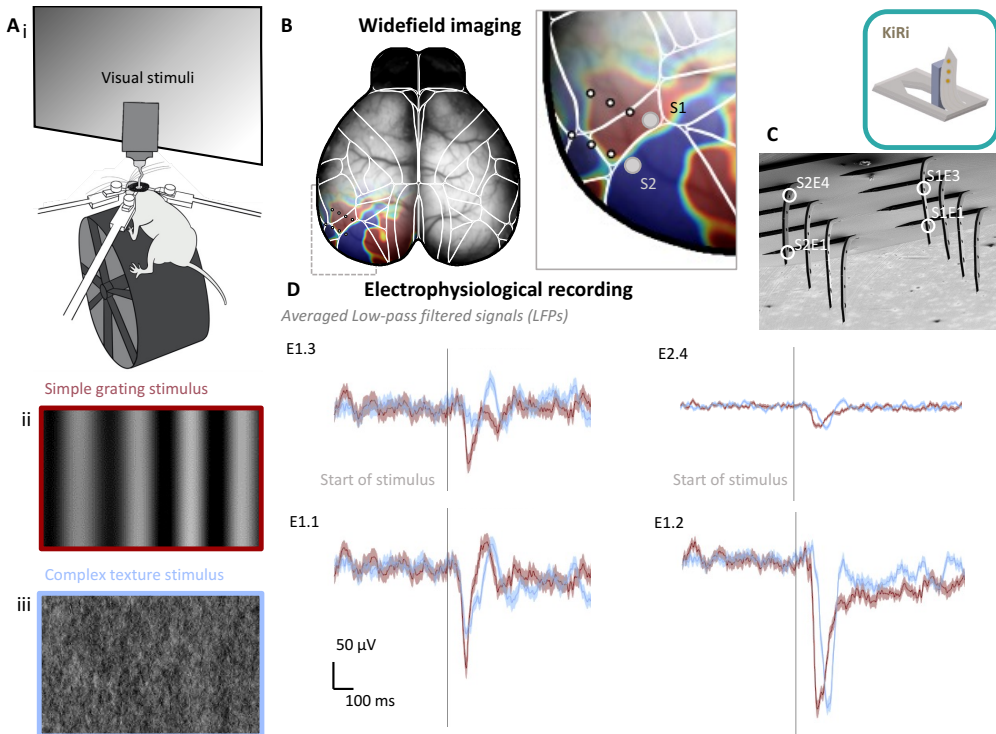 A
i
Visual stimuli
Simple grating stimulus
ii
Complex texture stimulus
iii
B
Widefield imaging
S1
S2
KiRi
C
S2E4
S1E3
S1E1
S2E1
D
Electrophysiological recording
Averaged Low-pass filtered signals (LFPs)
E1.3
E2.4
Start of stimulus
Start of stimulus
E1.1
E1.2
50 µV
100 ms